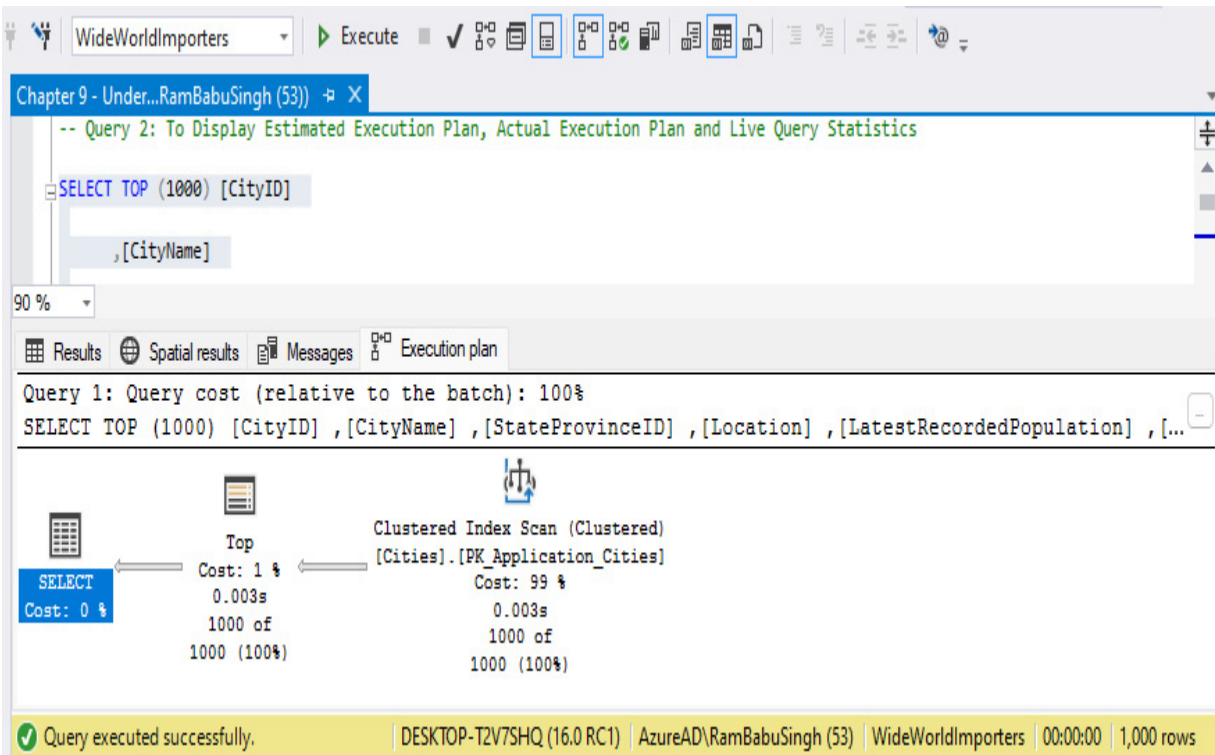 WideWorldImporters Execute
Chapter 9 - Under...RamBabuSingh (53))
-- Query 2: To Display Estimated Execution Plan, Actual Execution Plan and Live Query Statistics
SELECT TOP (1000) [CityID]
,[CityName]
90 %
Results Spatial results Messages Execution plan
Query 1: Query cost (relative to the batch): 100%
SELECT TOP (1000) [CityID] ,[CityName] ,[StateProvinceID] ,[Location] ,[LatestRecordedPopulation] ,[...
SELECT
Cost: 0 %
Top
Cost: 1 %
0.003s
1000 of
1000 (100%)
Clustered Index Scan (Clustered)
[Cities].[PK_Application_Cities]
Cost: 99 %
0.003s
1000 of
1000 (100%)
Query executed successfully. DESKTOP-T2V7SHQ (16.0 RC1) AzureAD\RamBabuSingh (53) WideWorldImporters 00:00:00 1,000 rows